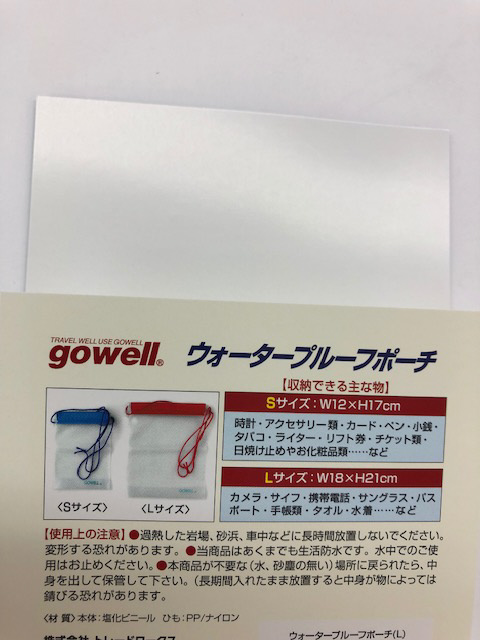 TRAVEL WELL USE GOWELL
gowell® ウォータープルーフポーチ
【収納できる主な物】
Sサイズ：W12×H17cm
時計・アクセサリー類・カード・ペン・小銭・
タバコ・ライター・リフト券・チケット類・
日焼け止めやお化粧品類……など
Lサイズ：W18×H21cm
カメラ・サイフ・携帯電話・サングラス・パス
ポート・手帳類・タオル・水着……など
GOWELL
〈Sサイズ〉 〈Lサイズ〉
【使用上の注意】●過熱した岩場、砂浜、車中などに長時間放置しないでください。
変形する恐れがあります。●当商品はあくまでも生活防水です。水中でのご使
用はお止めください。●本商品が不要な（水、砂塵の無い）場所に戻られたら、中
身を出して保管して下さい。（長期間入れたまま放置すると中身が物によっては
錆びる恐れがあります。
〈材 質〉本体：塩化ビニール ひも：PP/ナイロン
株式会社トレードワークス
ウォータープルーフポーチ(L)